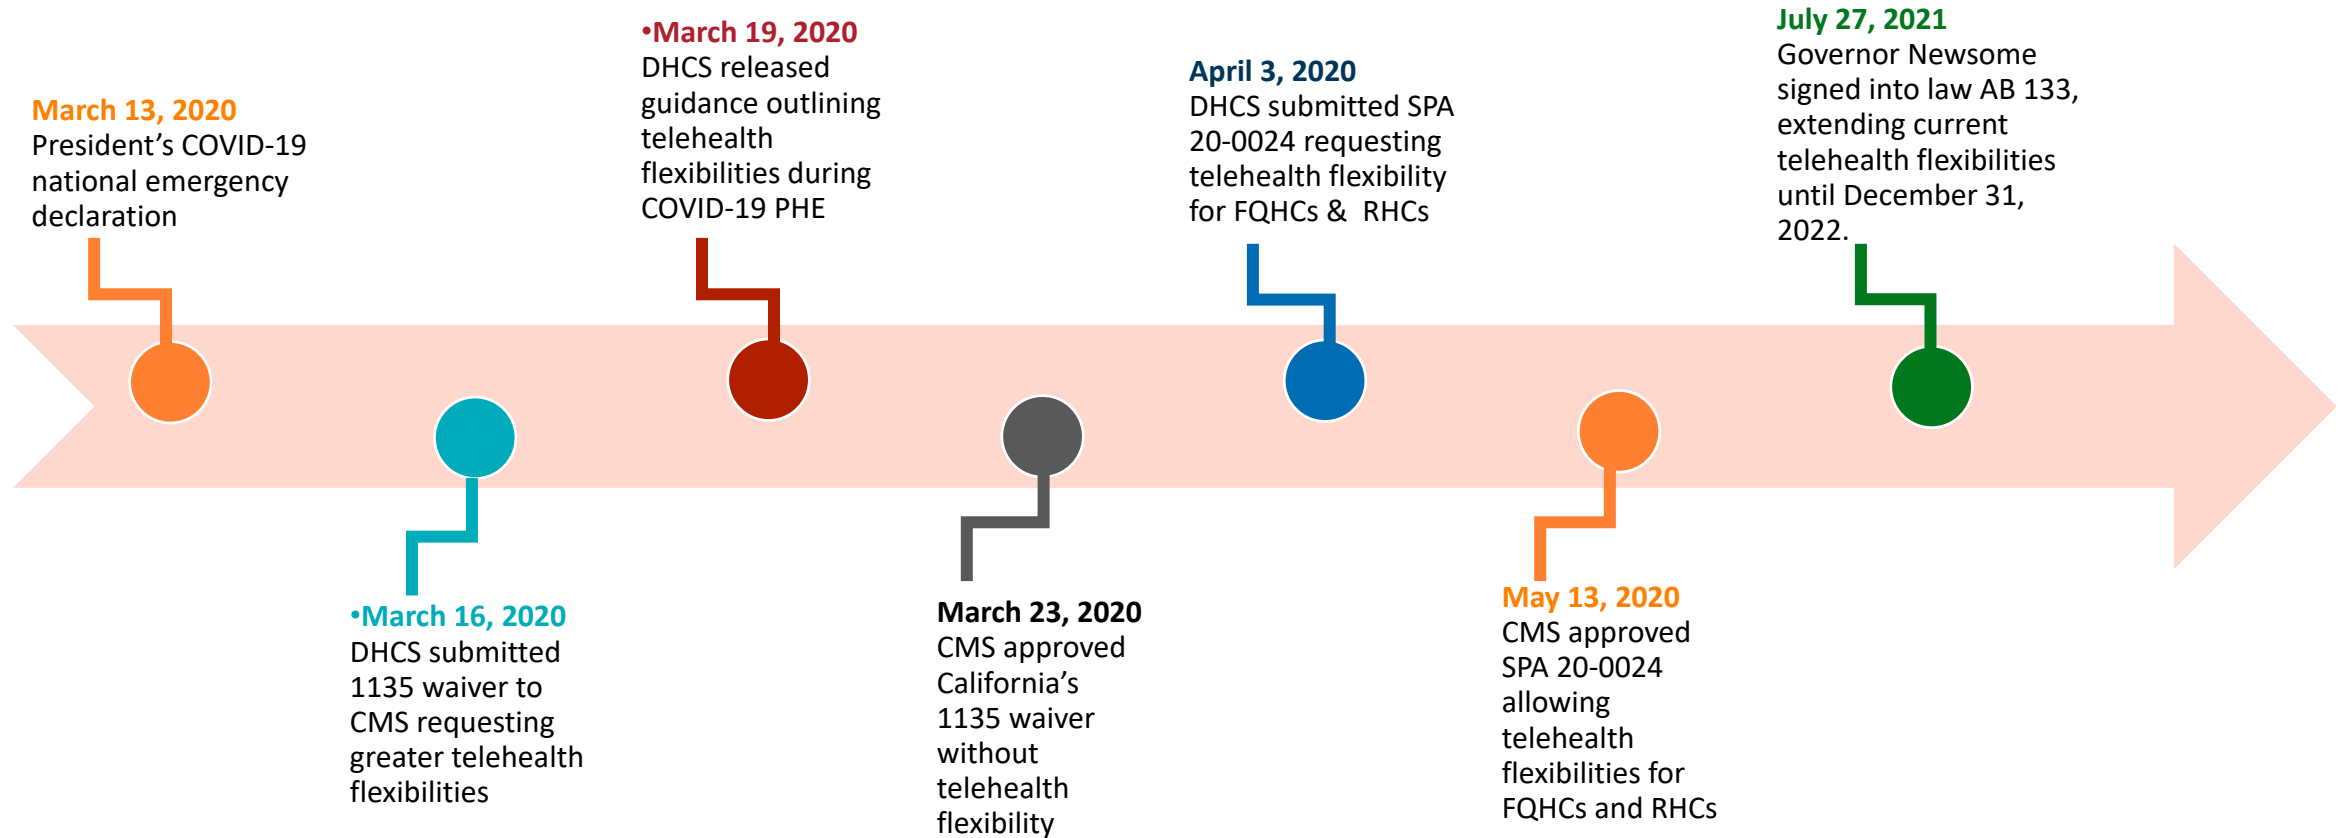 March 13, 2020
President’s COVID-19
national emergency
declaration
•March 16, 2020
DHCS submitted
1135 waiver to
CMS requesting
greater telehealth
flexibilities
•March 19, 2020
DHCS released
guidance outlining
telehealth
flexibilities during
COVID-19 PHE
March 23, 2020
CMS approved
California’s
1135 waiver
without
telehealth
flexibility
April 3, 2020
DHCS submitted SPA
20-0024 requesting
telehealth flexibility
for FQHCs & RHCs
May 13, 2020
CMS approved
SPA 20-0024
allowing
telehealth
flexibilities for
FQHCs and RHCs
July 27, 2021
Governor Newsome
signed into law AB 133,
extending current
telehealth flexibilities
until December 31,
2022.